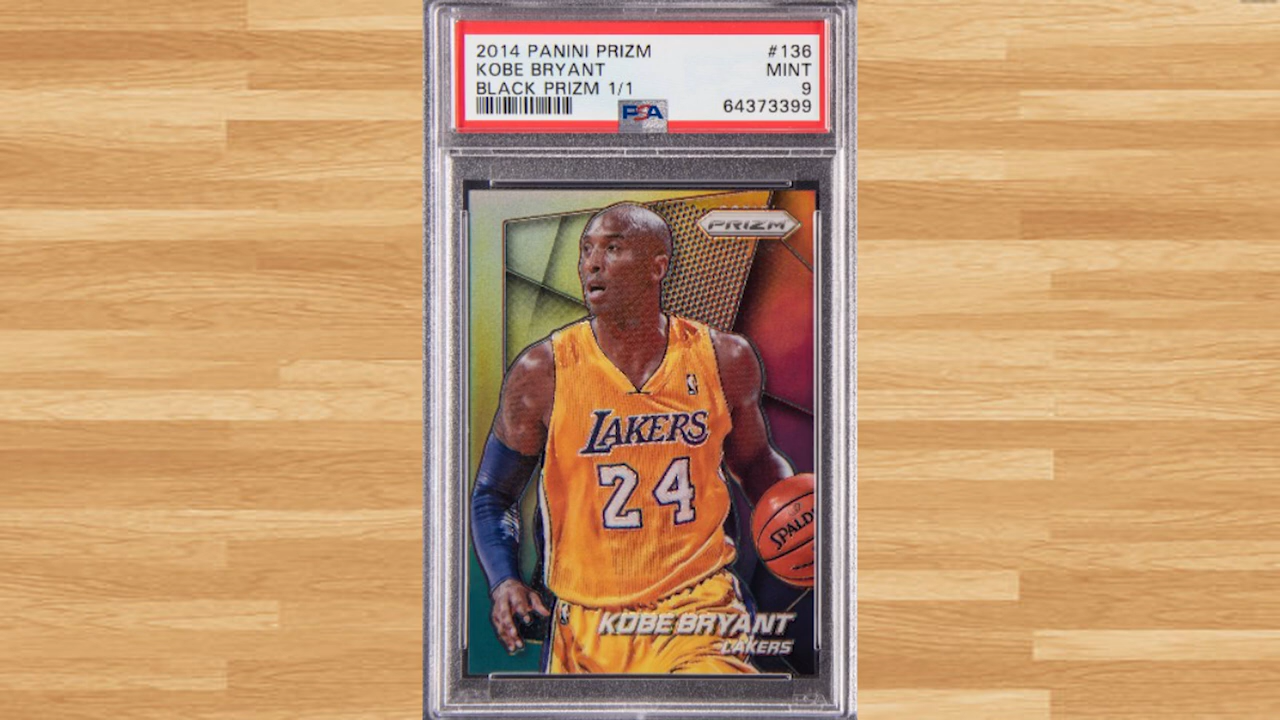 2014 PANINI PRIZM #136
KOBE BRYANT MINT
BLACK PRIZM 1/1 9
PSA 64373399
PRIZM
LAKERS
24
SPALD
KOBE BRYANT
LAKERS